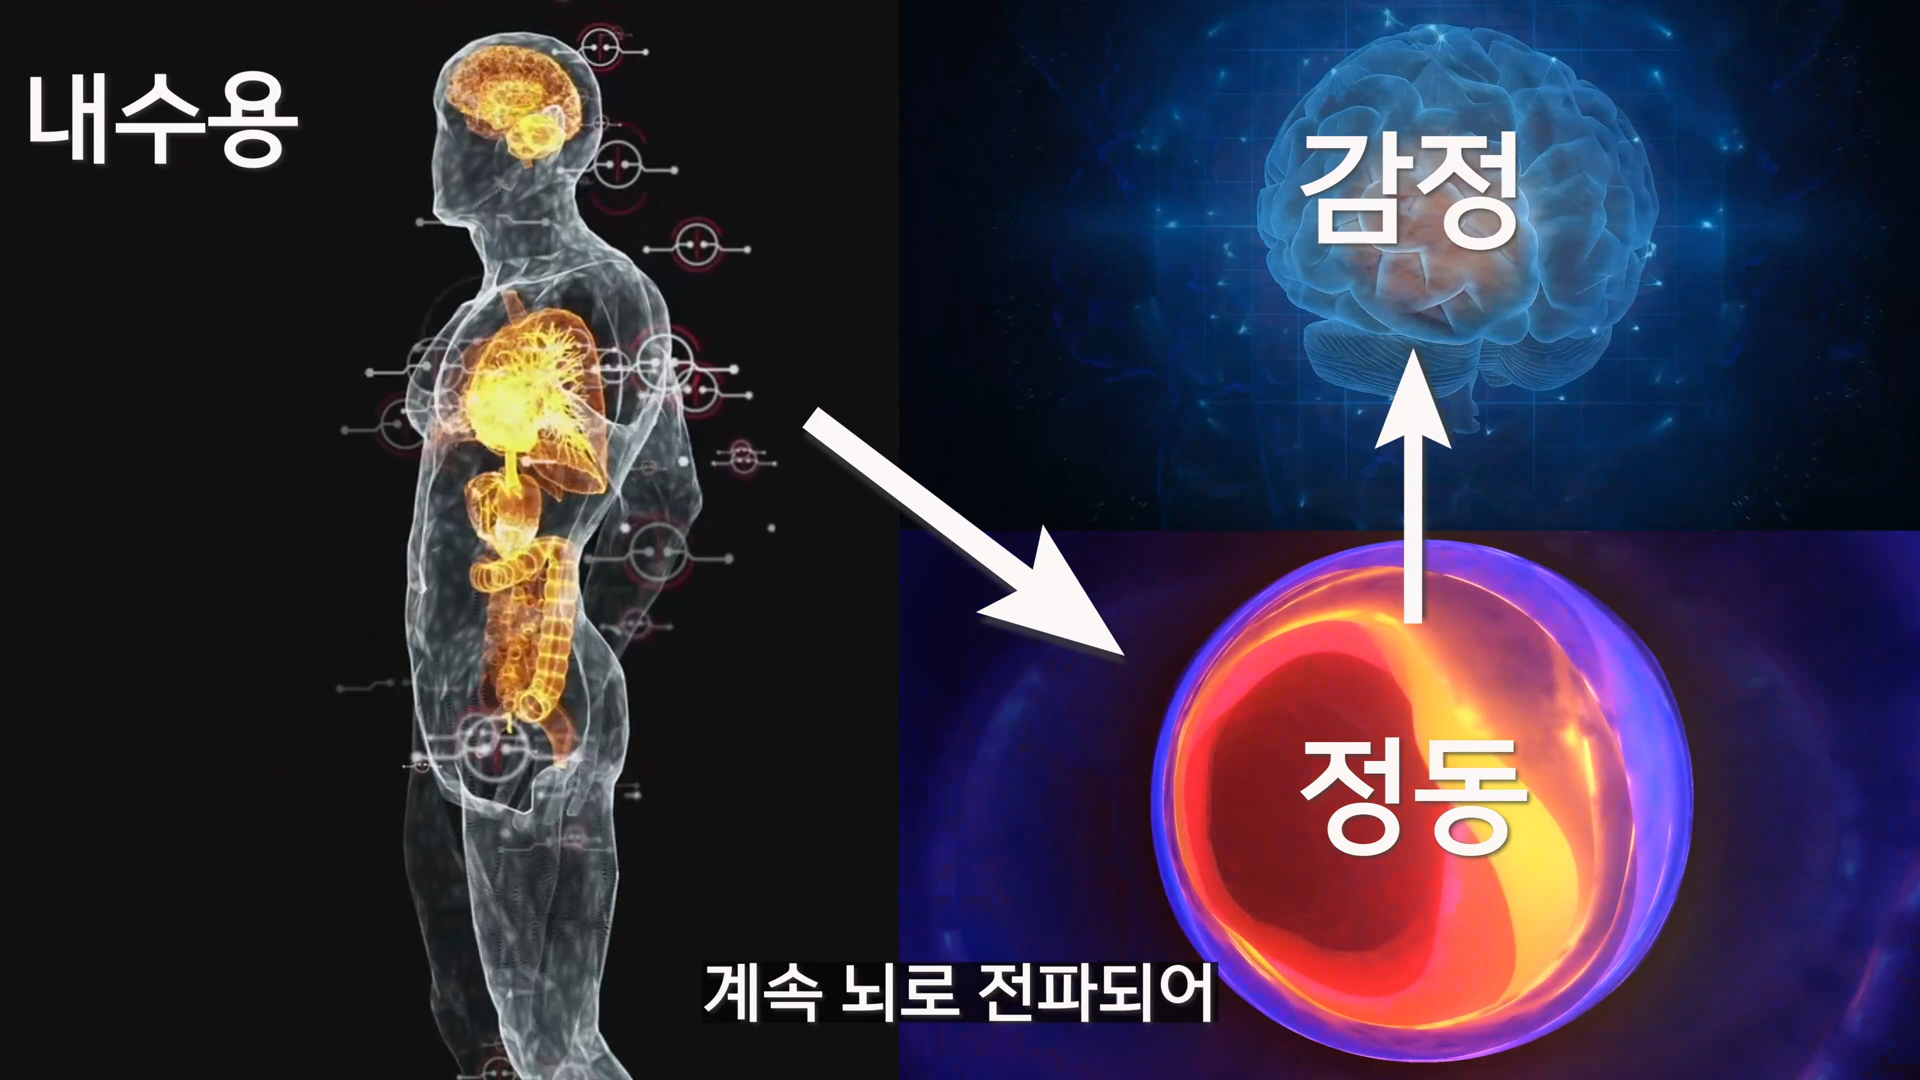 내수용
감정
정동
계속 뇌로 전파되어